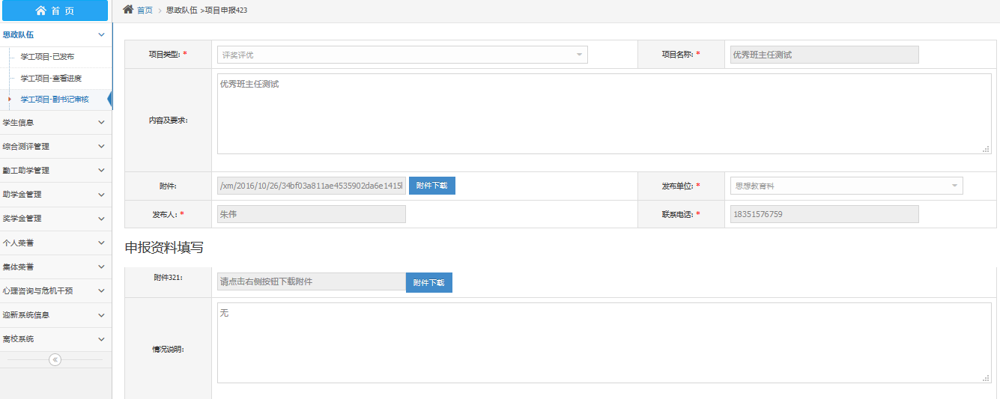 首 页
首页 思政队伍 >项目申报423
思政队伍
学工项目-已发布
学工项目-查看进度
学工项目-副书记审核
学生信息
综合测评管理
勤工助学管理
助学金管理
奖学金管理
个人荣誉
集体荣誉
心理咨询与危机干预
迎新系统信息
离校系统
项目类型: * 评奖评优 项目名称: * 优秀班主任测试
内容及要求: 优秀班主任测试
附件: /xm/2016/10/26/34bf03a811ae4535902da6e1415l 附件下载 发布单位: * 思想教育科
发布人: * 朱伟 联系电话: * 18351576759
申报资料填写
附件321: 请点击右侧按钮下载附件 附件下载
情况说明: 无